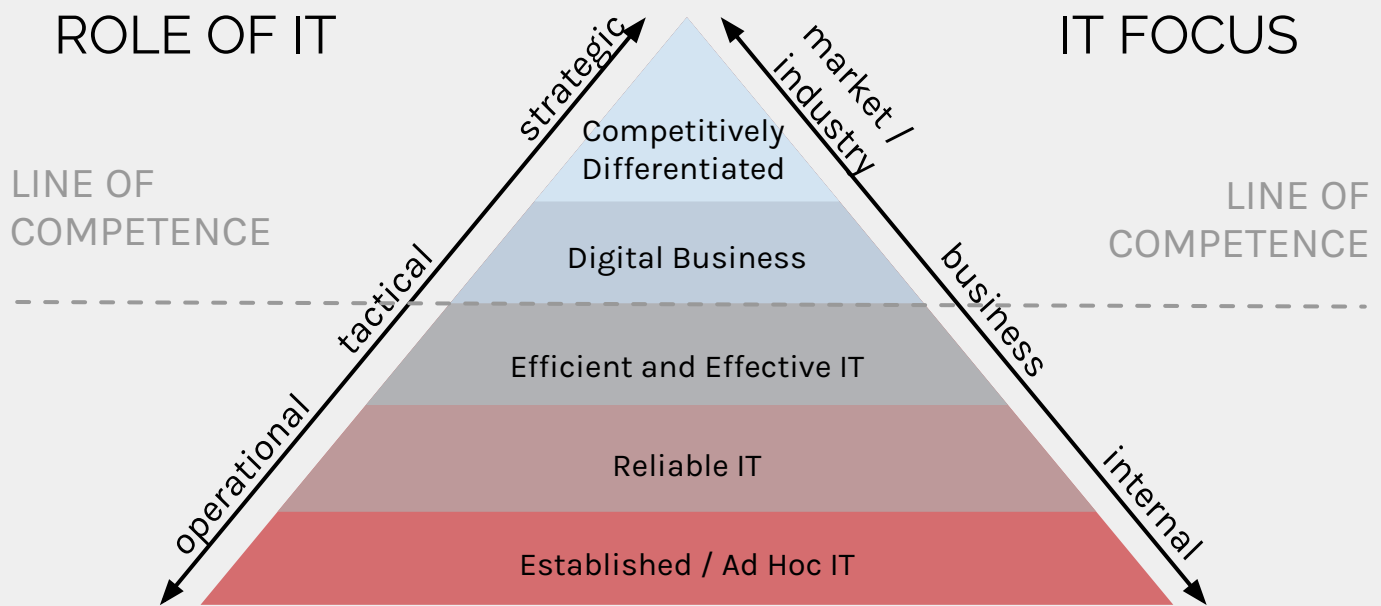 ROLE OF IT
IT FOCUS
strategic
market /
industry
Competitively
Differentiated
LINE OF
COMPETENCE
LINE OF
COMPETENCE
Digital Business
tactical
business
Efficient and Effective IT
operational
Reliable IT
internal
Established / Ad Hoc IT